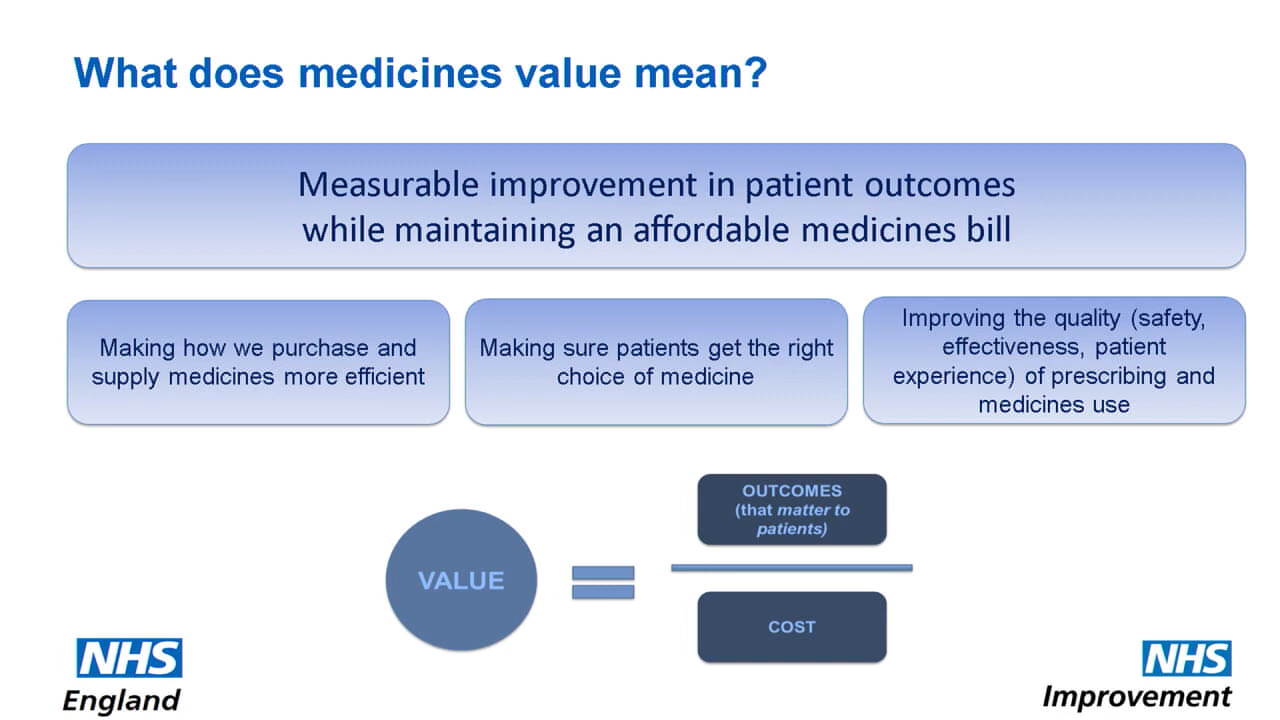 What does medicines value mean?
Measurable improvement in patient outcomes
while maintaining an affordable medicines bill
Making how we purchase and
supply medicines more efficient
Making sure patients get the right
choice of medicine
Improving the quality (safety,
effectiveness, patient
experience) of prescribing and
medicines use
VALUE
OUTCOMES
(that matter to
patients)
COST
NHS
England
NHS
Improvement